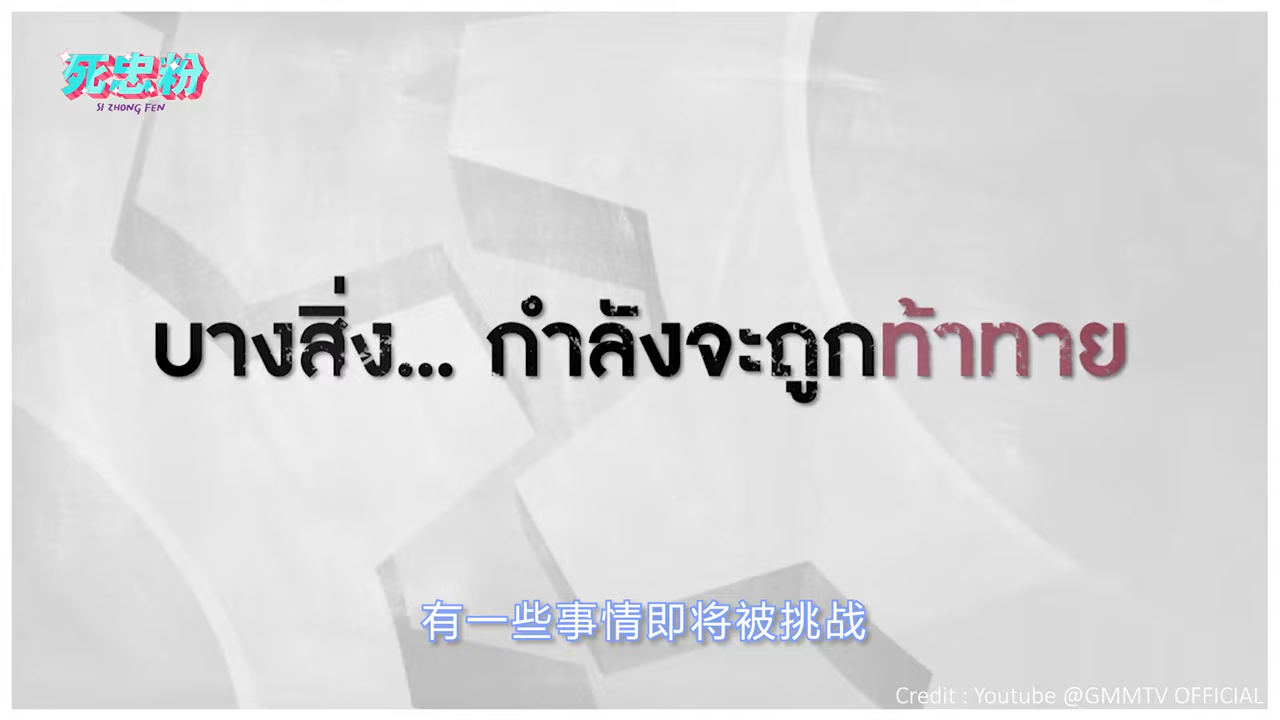 死忠粉
SI ZHONG FEN
บางสิ่ง... กำลังจะถูกท้าทาย
有一些事情即将被挑战
Credit : Youtube @GMMTV OFFICIAL